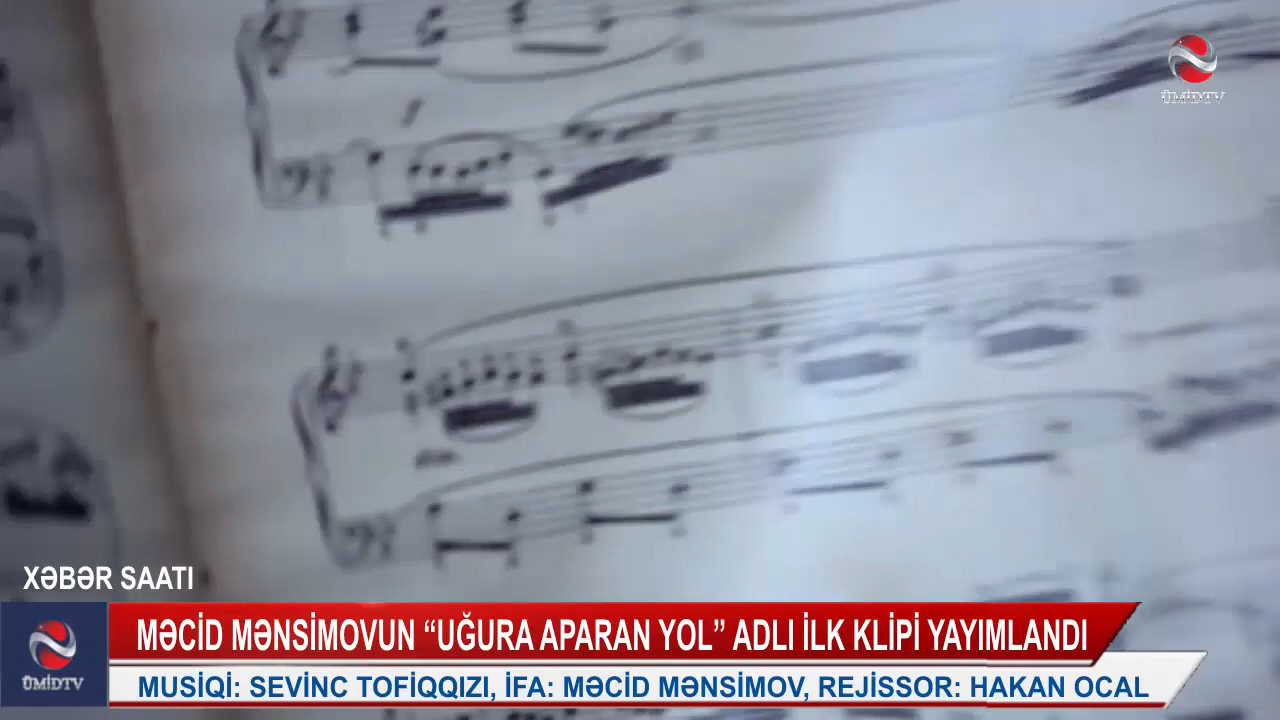 ÜMİDTV
XƏBƏR SAATI
MƏCİD MƏNSİMOVUN “UĞURA APARAN YOL” ADLI İLK KLİPİ YAYIMLANDI
ÜMİDTV
MUSİQİ: SEVİNC TOFİQQIZI, İFA: MƏCİD MƏNSİMOV, REJİSSOR: HAKAN OCAL